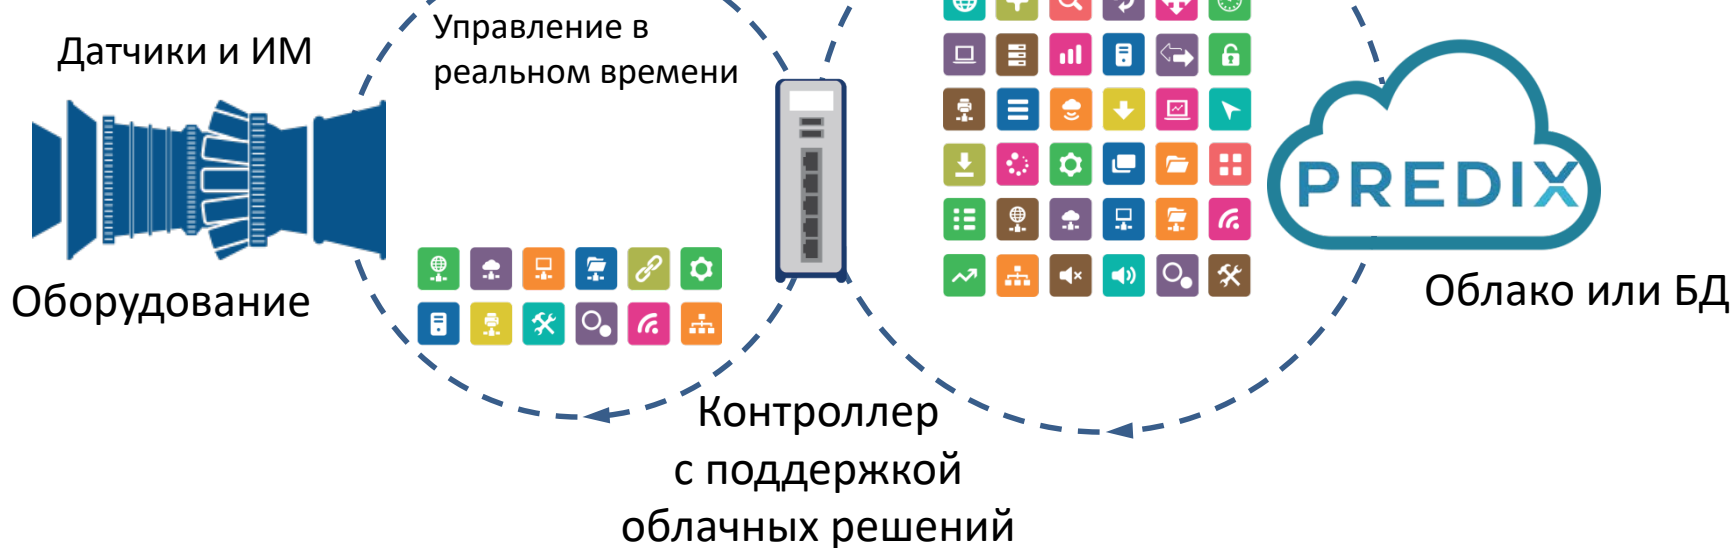 Датчики и ИМ
Управление в
реальном времени
PREDIX
Оборудование
Облако или БД
Контроллер
с поддержкой
облачных решений